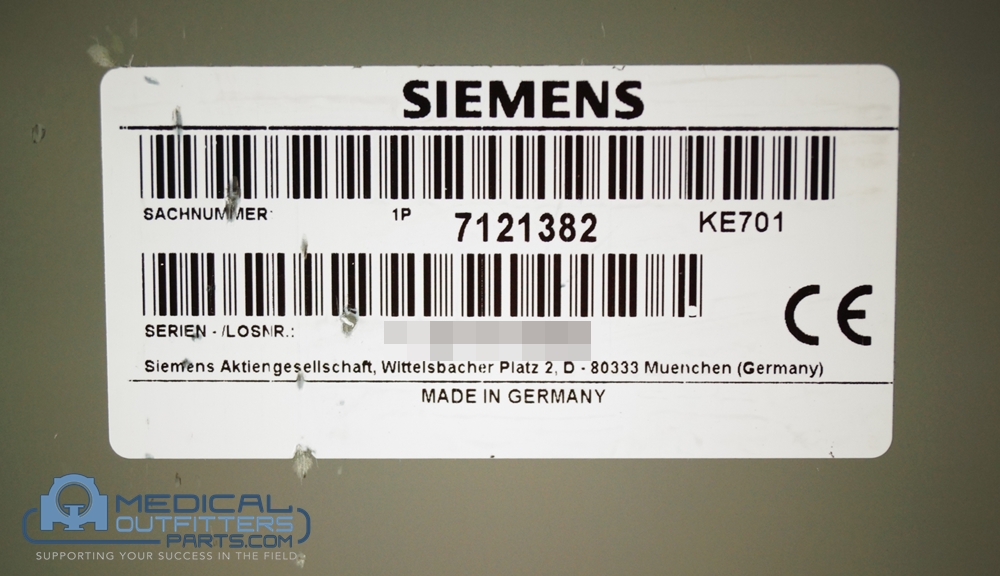 SIEMENS
SACHNUMMER 1P 7121382 KE701
SERIEN - /LOSNR.:
CE
Siemens Aktiengesellschaft, Wittelsbacher Platz 2, D - 80333 Muenchen (Germany)
MADE IN GERMANY
MEDICAL
OUTFITTERS
PARTS.COM
SUPPORTING YOUR SUCCESS IN THE FIELD